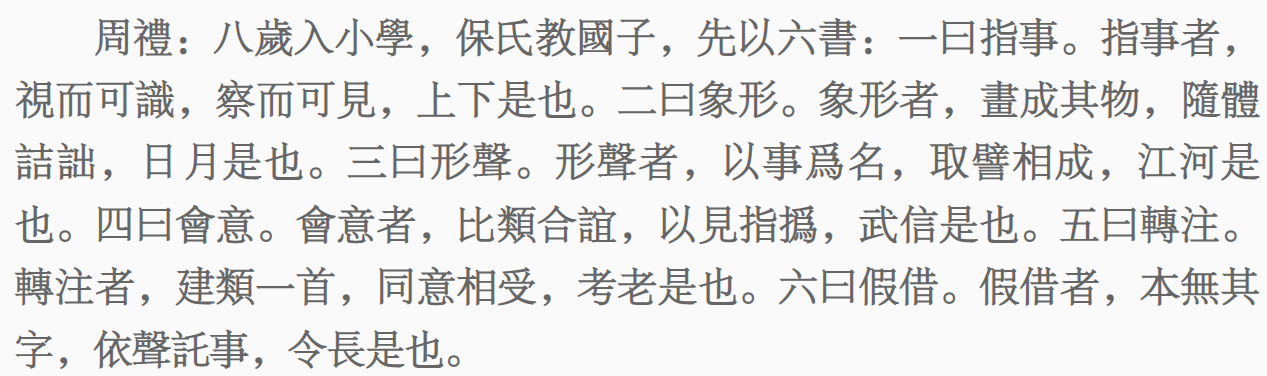 周禮：八歲入小學，保氏教國子，先以六書：一曰指事。指事者，
視而可識，察而可見，上下是也。二曰象形。象形者，畫成其物，隨體
詰詘，日月是也。三曰形聲。形聲者，以事爲名，取譬相成，江河是
也。四曰會意。會意者，比類合誼，以見指撝，武信是也。五曰轉注。
轉注者，建類一首，同意相受，考老是也。六曰假借。假借者，本無其
字，依聲託事，令長是也。